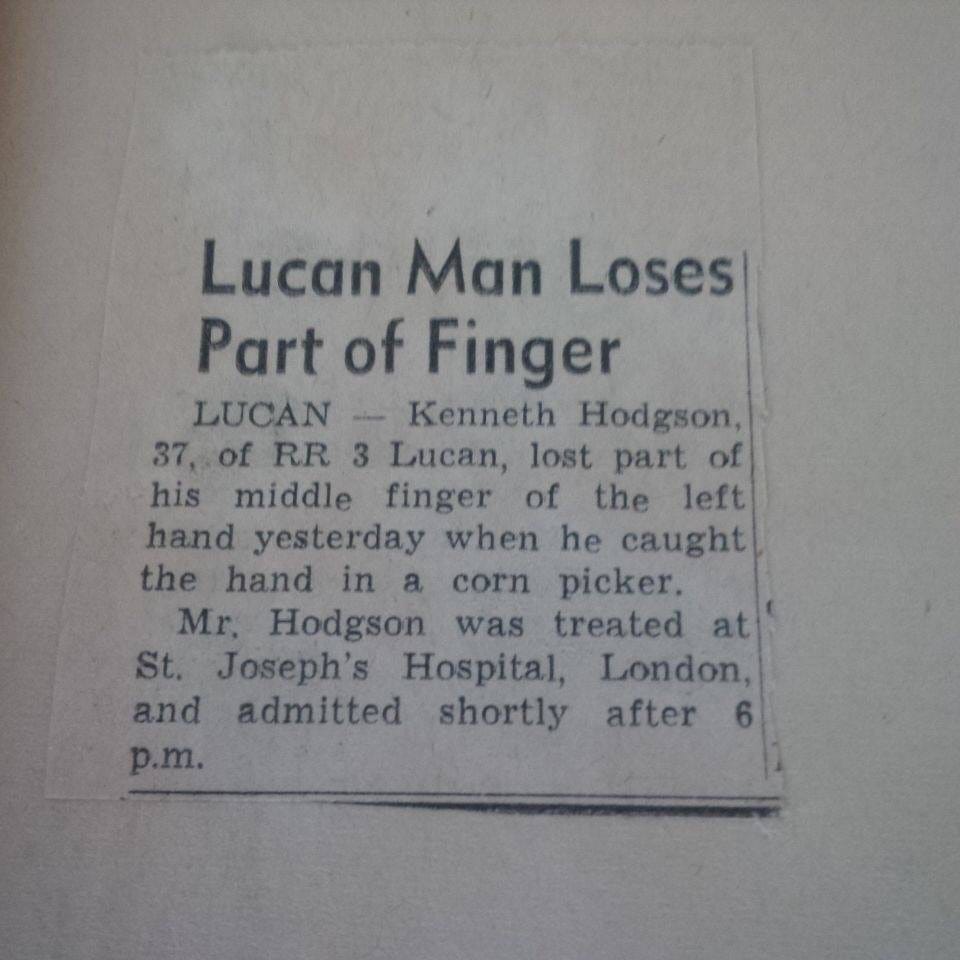 Lucan Man Loses
Part of Finger
LUCAN — Kenneth Hodgson,
37, of RR 3 Lucan, lost part of
his middle finger of the left
hand yesterday when he caught
the hand in a corn picker.
Mr. Hodgson was treated at
St. Joseph's Hospital, London,
and admitted shortly after 6
p.m.